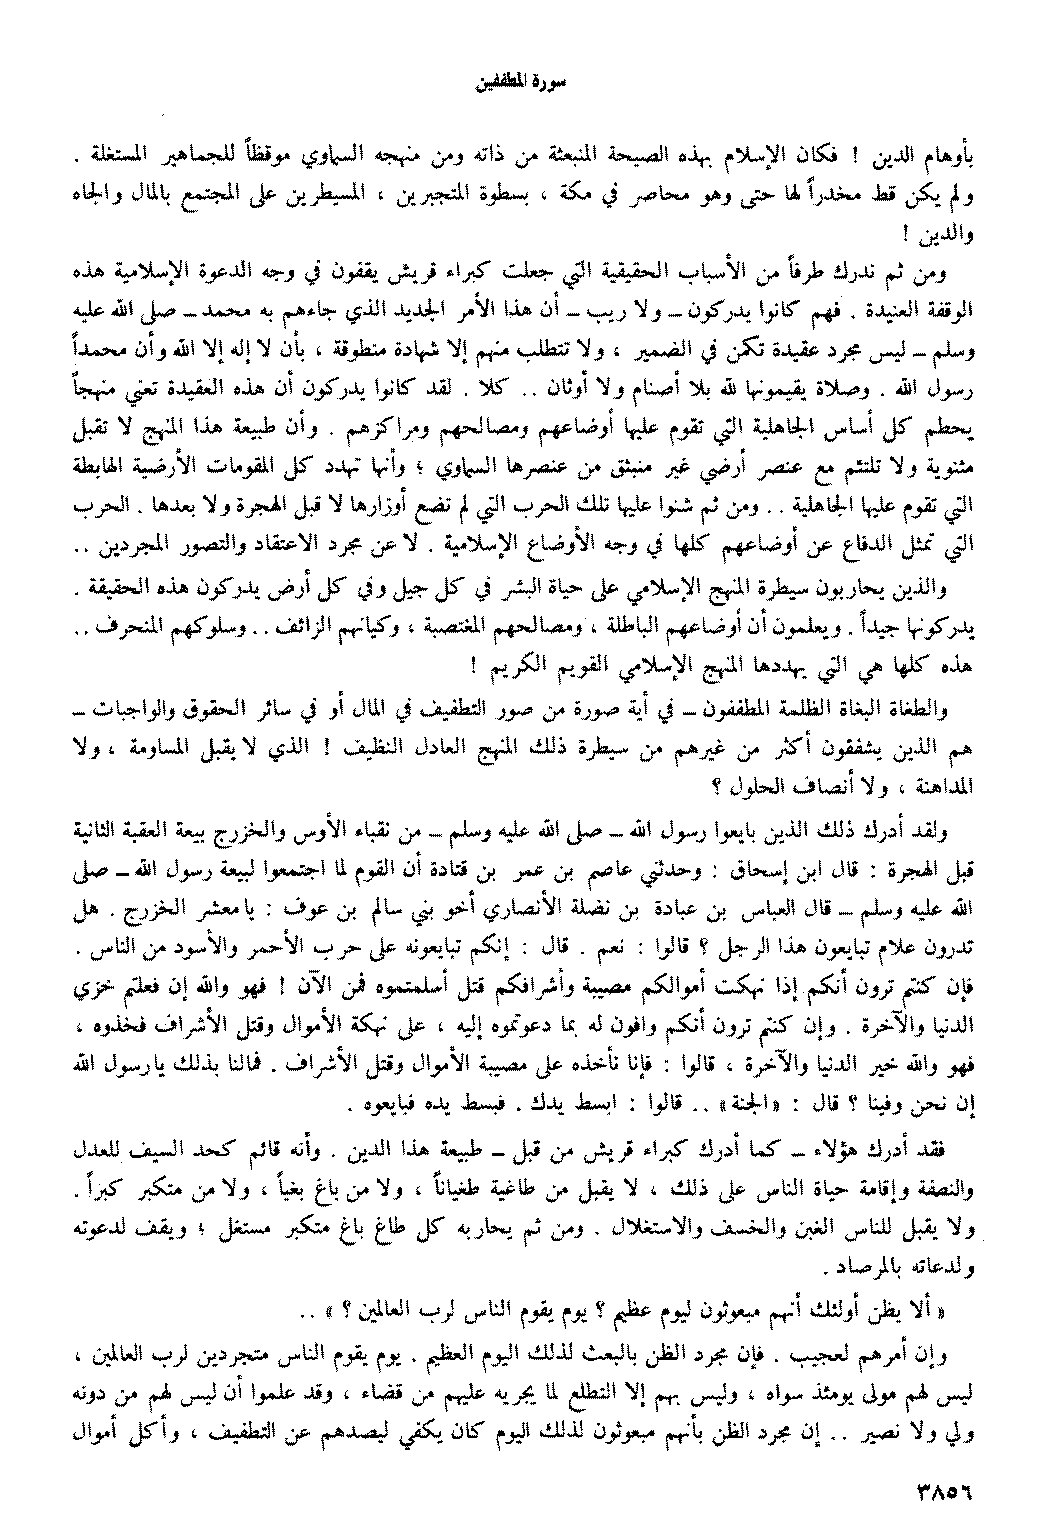 سورة المطففين
بأوهام الدين ! فكان الإسلام بهذه الصيحة المنبعثة من ذاته ومن منهجه السماوي موقظاً للجماهير المستغلة .
ولم يكن قط مخدراً لها حتى وهو محاصر في مكة ، بسطوة المتجبرين ، المسيطرين على المجتمع بالمال والجاه
والدين !
ومن ثم ندرك طرفاً من الأسباب الحقيقية التي جعلت كبراء قريش يقفون في وجه الدعوة الإسلامية هذه
الوقفة العنيدة . فهم كانوا يدركون – ولا ريب – أن هذا الأمر الجديد الذي جاءهم به محمد – صلى الله عليه
وسلم – ليس مجرد عقيدة تكمن في الضمير ، ولا تتطلب منهم إلا شهادة منطوقة ، بأن لا إله إلا الله وأن محمداً
رسول الله . وصلاة يقيمونها لله بلا أصنام ولا أوثان .. كلا . لقد كانوا يدركون أن هذه العقيدة تعني منهجاً
يحطم كل أساس الجاهلية التي تقوم عليها أوضاعهم ومصالحهم ومراكزهم . وأن طبيعة هذا المنهج لا تقبل
مثنوية ولا تلتئم مع عنصر أرضي غير منبثق من عنصرها السماوي ؛ وأنها تهدد كل المقومات الأرضية الهابطة
التي تقوم عليها الجاهلية .. ومن ثم شنوا عليها تلك الحرب التي لم تضع أوزارها لا قبل الهجرة ولا بعدها . الحرب
التي تمثل الدفاع عن أوضاعهم كلها في وجه الأوضاع الإسلامية . لا عن مجرد الاعتقاد والتصور المجردين ..
والذين يحاربون سيطرة المنهج الإسلامي على حياة البشر في كل جيل وفي كل أرض يدركون هذه الحقيقة .
يدركونها جيداً . ويعلمون أن أوضاعهم الباطلة ، ومصالحهم المغتصبة ، وكيانهم الزائف .. وسلوكهم المنحرف ..
هذه كلها هي التي يهددها المنهج الإسلامي القويم الكريم !
والطغاة البغاة الظلمة المطففون – في أية صورة من صور التطفيف في المال أو في سائر الحقوق والواجبات –
هم الذين يشفقون أكثر من غيرهم من سيطرة ذلك المنهج العادل النظيف ! الذي لا يقبل المساومة ، ولا
المداهنة ، ولا أنصاف الحلول ؟
ولقد أدرك ذلك الذين بايعوا رسول الله – صلى الله عليه وسلم – من نقباء الأوس والخزرج بيعة العقبة الثانية
قبل الهجرة : قال ابن إسحاق : وحدثني عاصم بن عمر بن قتادة أن القوم لما اجتمعوا لبيعة رسول الله – صلى
الله عليه وسلم – قال العباس بن عبادة بن نضلة الأنصاري أخو بني سالم بن عوف : يا معشر الخزرج . هل
تدرون علام تبايعون هذا الرجل ؟ قالوا : نعم . قال : إنكم تبايعونه على حرب الأحمر والأسود من الناس .
فإن كنتم ترون أنكم إذا نهكت أموالكم مصيبة وأشرافكم قتل أسلمتموه فمن الآن ! فهو والله إن فعلتم خزي
الدنيا والآخرة . وإن كنتم ترون أنكم وافون له بما دعوتموه إليه ، على نهكة الأموال وقتل الأشراف فخذوه ،
فهو والله خير الدنيا والآخرة ، قالوا : فإنا نأخذه على مصيبة الأموال وقتل الأشراف . فمالنا بذلك يا رسول الله
إن نحن وفينا ؟ قال : «الجنة» .. قالوا : ابسط يدك . فبسط يده فبايعوه .
فقد أدرك هؤلاء – كما أدرك كبراء قريش من قبل – طبيعة هذا الدين . وأنه قائم كحد السيف للعدل
والنصفة وإقامة حياة الناس على ذلك ، لا يقبل من طاغية طغياناً ، ولا من باغ بغياً ، ولا من متكبر كبراً .
ولا يقبل للناس الغبن والخسف والاستغلال . ومن ثم يحاربه كل طاغ باغ متكبر مستغل ؛ ويقف لدعوته
ولدعاته بالمرصاد .
« ألا يظن أولئك أنهم مبعوثون ليوم عظيم ؟ يوم يقوم الناس لرب العالمين ؟ » ..
وإن أمرهم لعجيب . فإن مجرد الظن بالبعث لذلك اليوم العظيم . يوم يقوم الناس متجردين لرب العالمين ،
ليس لهم مولى يومئذ سواه ، وليس بهم إلا التطلع لما يجريه عليهم من قضاء ، وقد علموا أن ليس لهم من دونه
ولي ولا نصير .. إن مجرد الظن بأنهم مبعوثون لذلك اليوم كان يكفي ليصدهم عن التطفيف ، وأكل أموال
٣٨٥٦